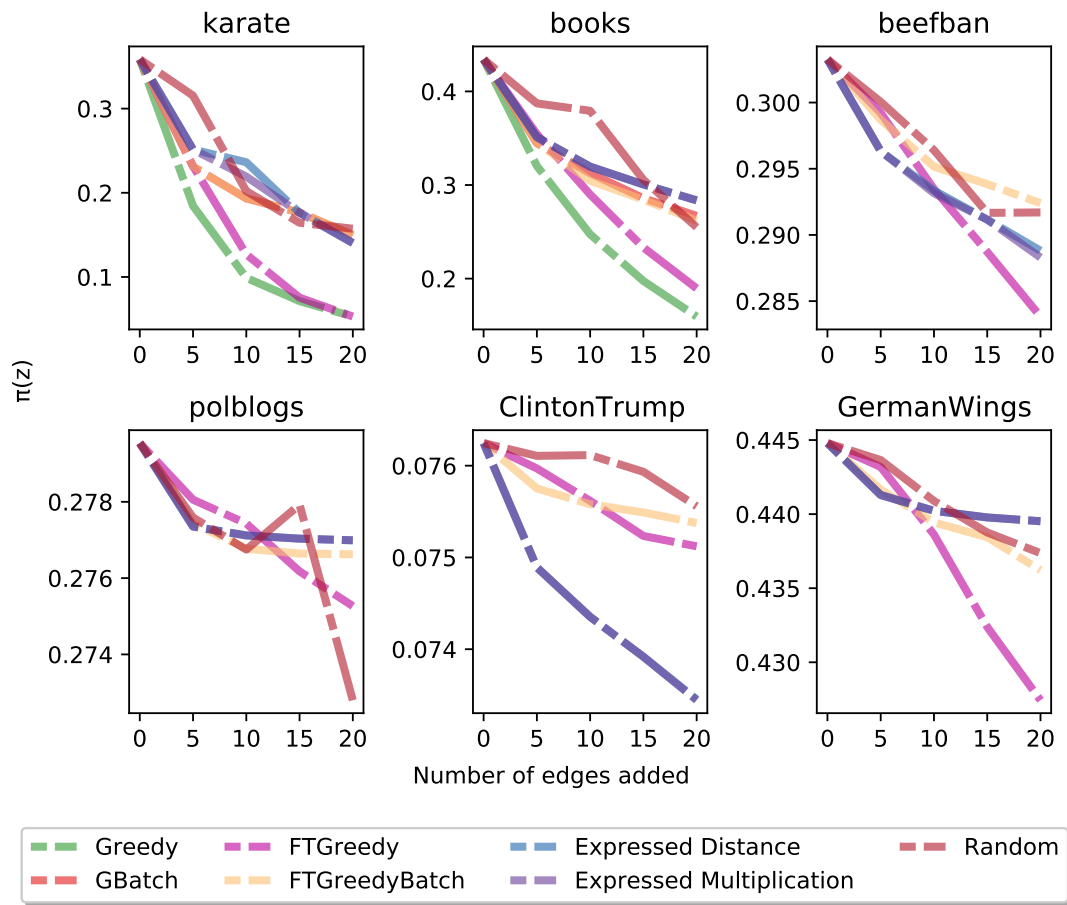 karate
books
beefban
0.3
0.2
0.1
0 5 10 15 20
0.4
0.3
0.2
0 5 10 15 20
0.300
0.295
0.290
0.285
0 5 10 15 20
π(z)
polblogs
ClintonTrump
GermanWings
0.278
0.276
0.274
0 5 10 15 20
0.076
0.075
0.074
0 5 10 15 20
0.445
0.440
0.435
0.430
0 5 10 15 20
Number of edges added
Greedy FTGreedy Expressed Distance Random
GBatch FTGreedyBatch Expressed Multiplication